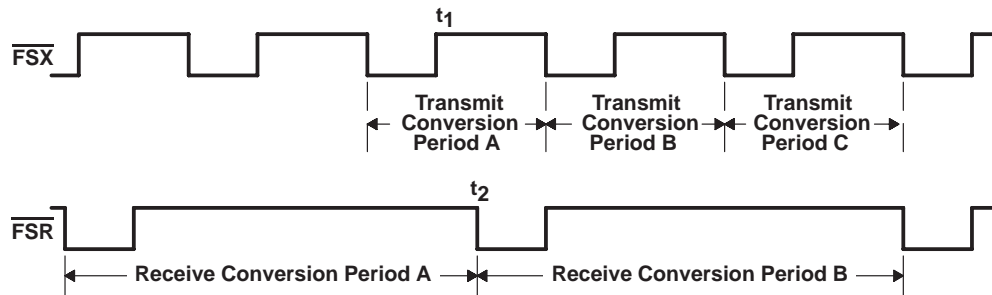 t1
FSX
Transmit Transmit Transmit
Conversion Conversion Conversion
Period A Period B Period C
t2
FSR
Receive Conversion Period A Receive Conversion Period B